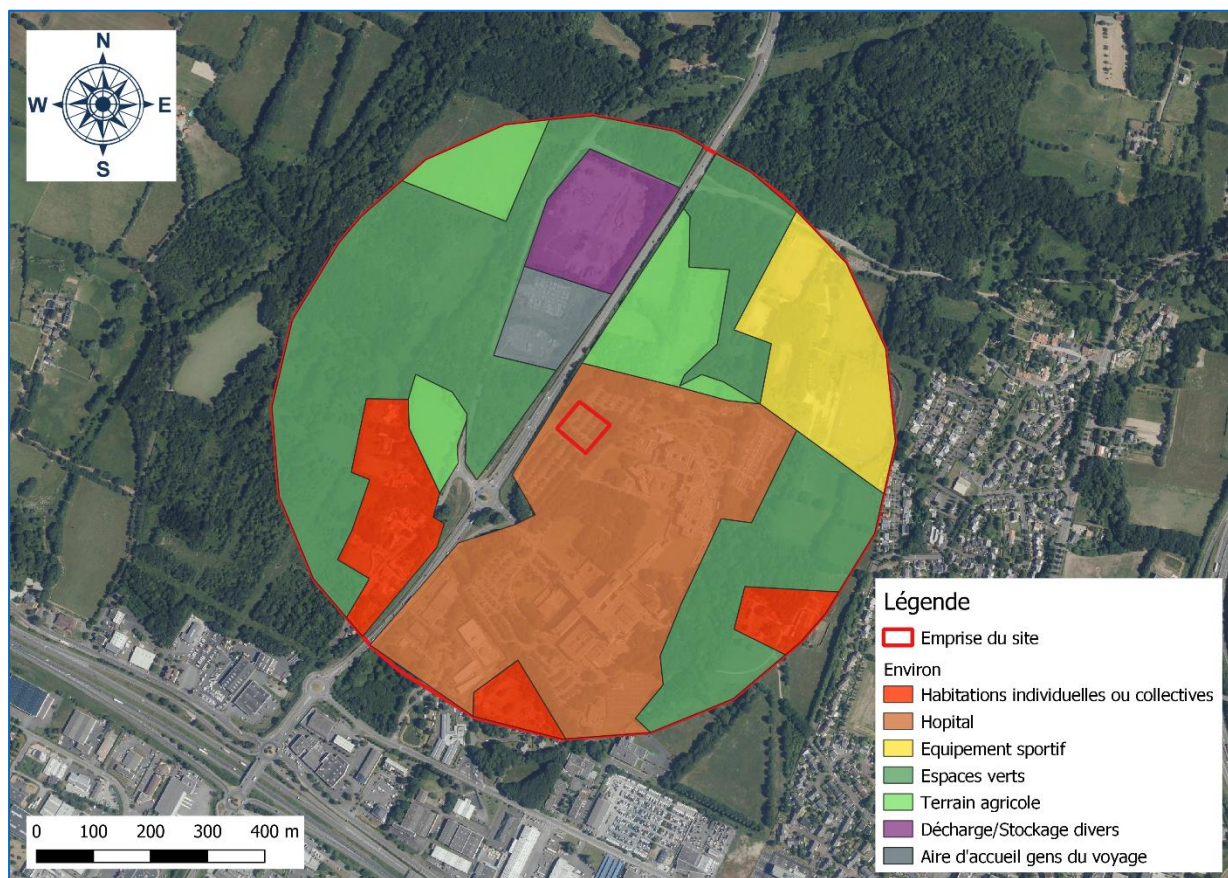 N
W E
S
Légende
Emprise du site
Environ
Habitations individuelles ou collectives
Hopital
Equipement sportif
Espaces verts
Terrain agricole
Décharge/Stockage divers
Aire d'accueil gens du voyage
0 100 200 300 400 m